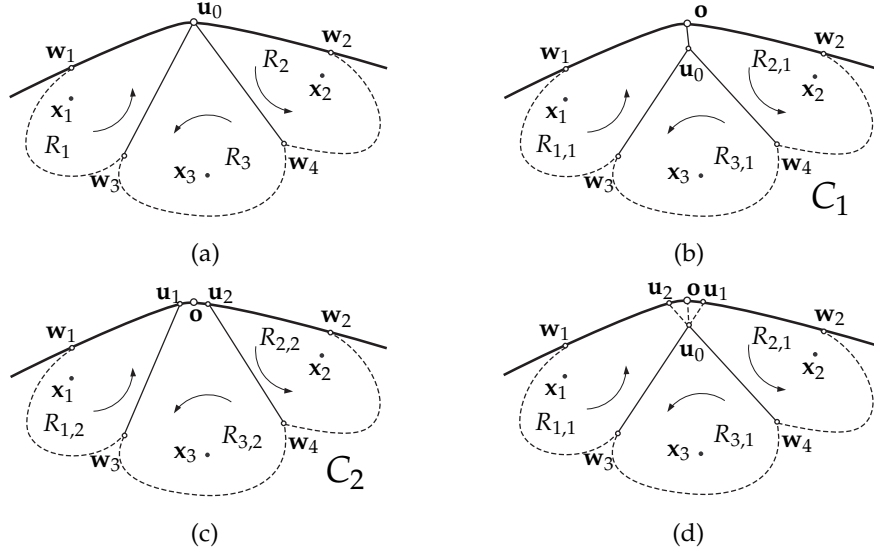 u₀
w₁ w₂
x₁ R₂ x₂
R₁ R₃ w₄
w₃ x₃
(a)
o
w₁ u₀ w₂
x₁ R₂,₁ x₂
R₁,₁ R₃,₁ w₄
w₃ x₃
C₁
(b)
u₁ u₂
o
w₁ w₂
x₁ R₂,₂ x₂
R₁,₂ R₃,₂ w₄
w₃ x₃
C₂
(c)
u₂ o u₁
w₁ u₀ w₂
x₁ R₂,₁ x₂
R₁,₁ R₃,₁ w₄
w₃ x₃
(d)